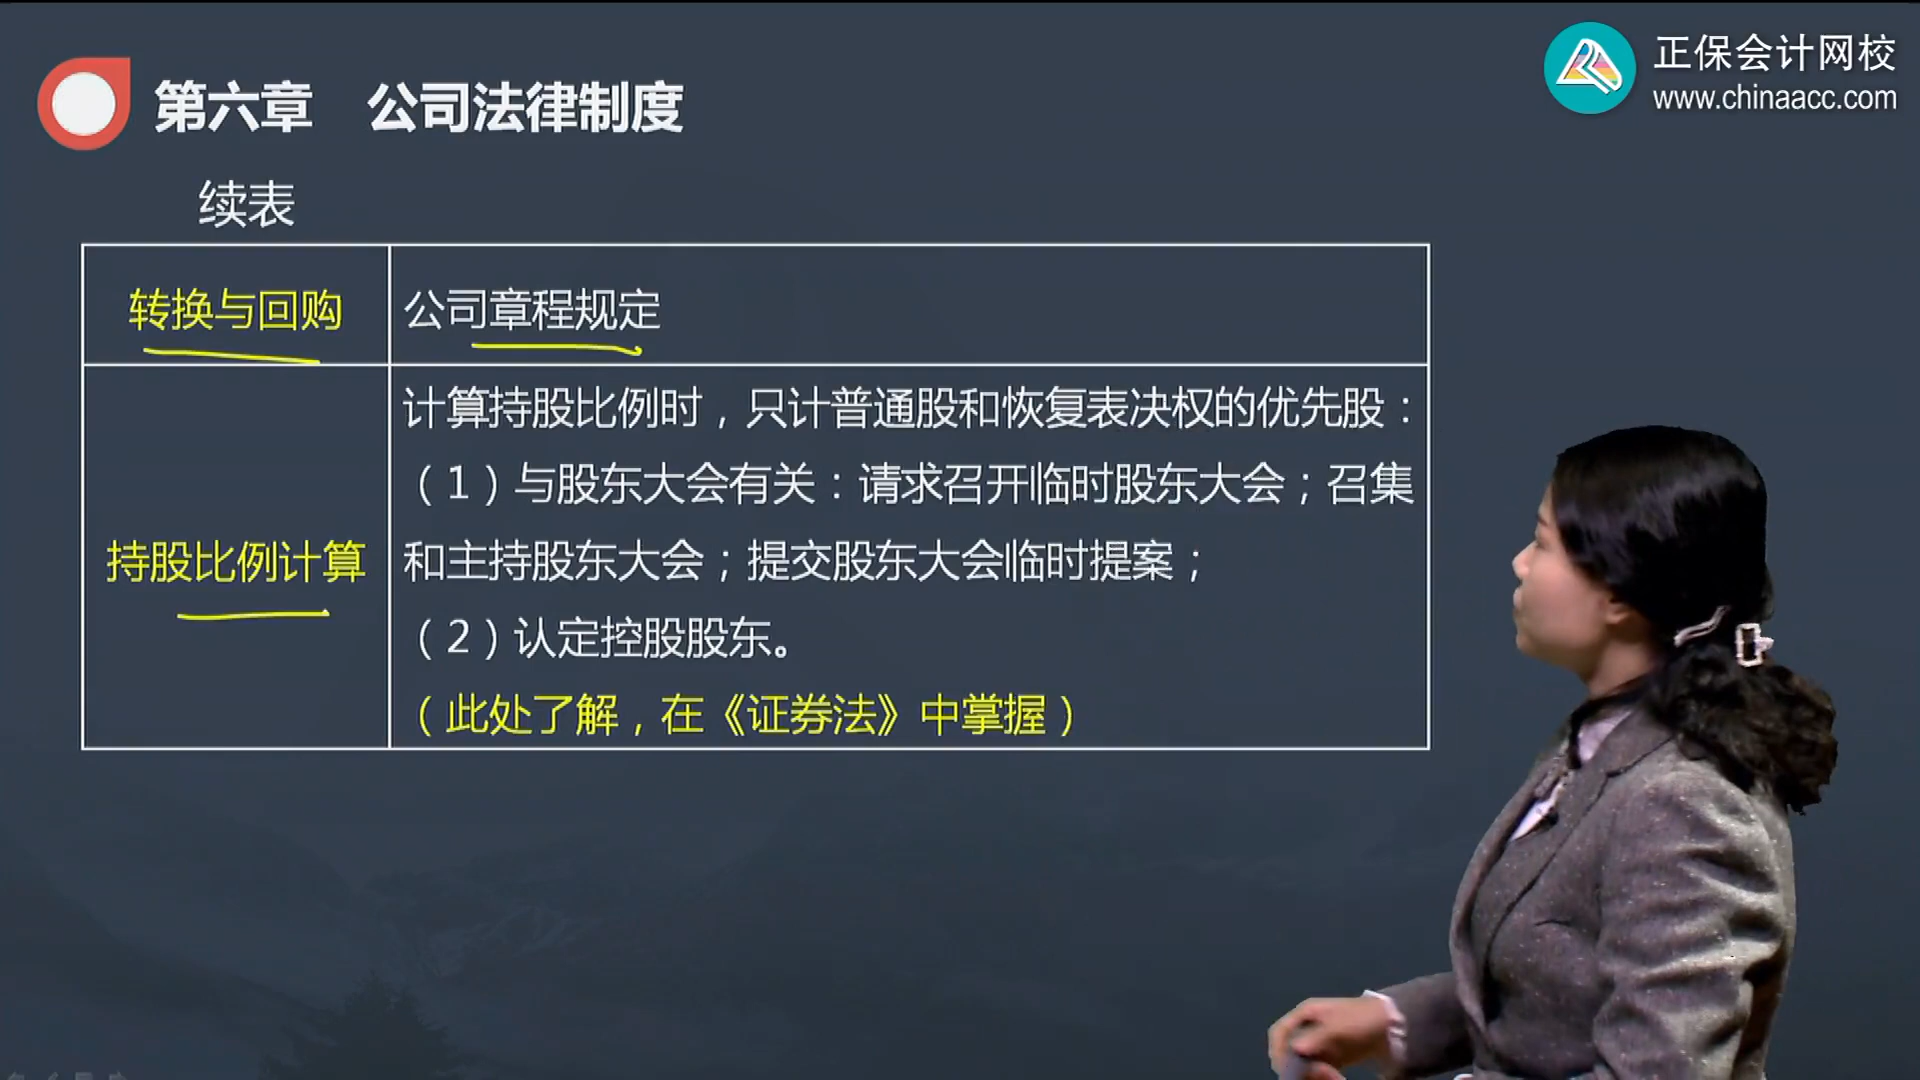 正保会计网校
www.chinaacc.com
第六章 公司法律制度
续表
转换与回购
公司章程规定
持股比例计算
计算持股比例时，只计普通股和恢复表决权的优先股：
（1）与股东大会有关：请求召开临时股东大会；召集
和主持股东大会；提交股东大会临时提案；
（2）认定控股股东。
（此处了解，在《证券法》中掌握）